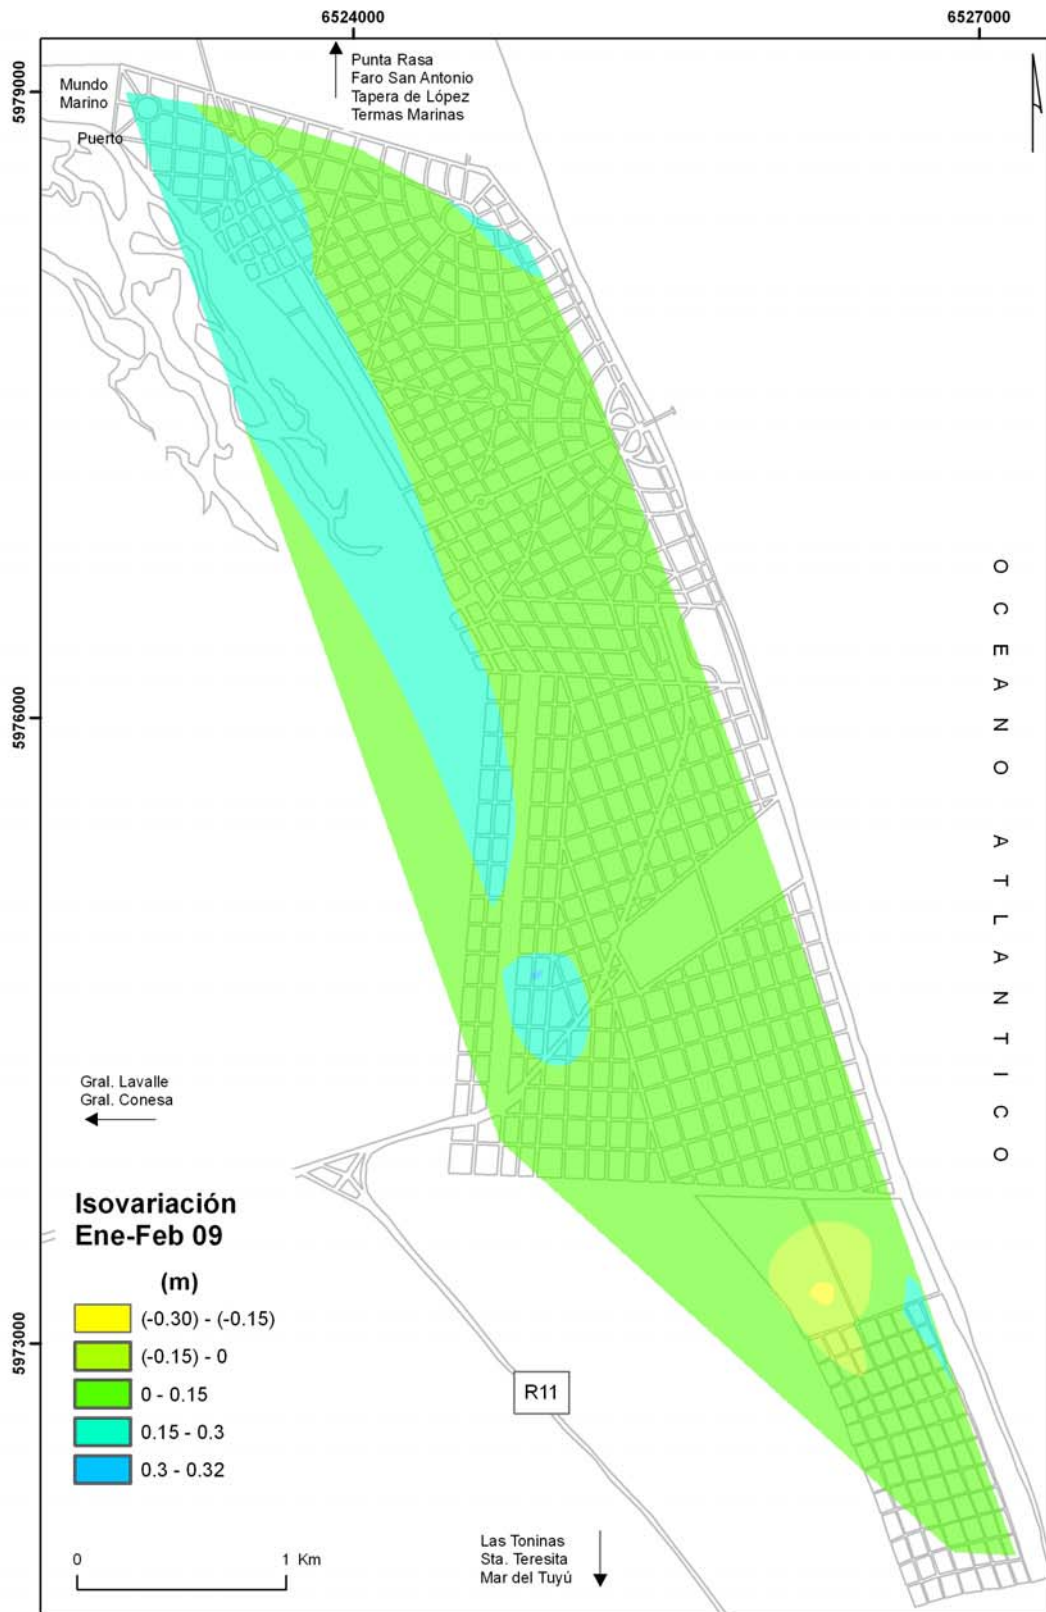 6524000
6527000
5979000
5976000
5973000
Mundo
Marino
Puerto
Punta Rasa
Faro San Antonio
Tapera de López
Termas Marinas
OCEANO ATLANTICO
Gral. Lavalle
Gral. Conesa
Isovariación
Ene-Feb 09
(m)
(-0.30) - (-0.15)
(-0.15) - 0
0 - 0.15
0.15 - 0.3
0.3 - 0.32
R11
0 1 Km
Las Toninas
Sta. Teresita
Mar del Tuyú